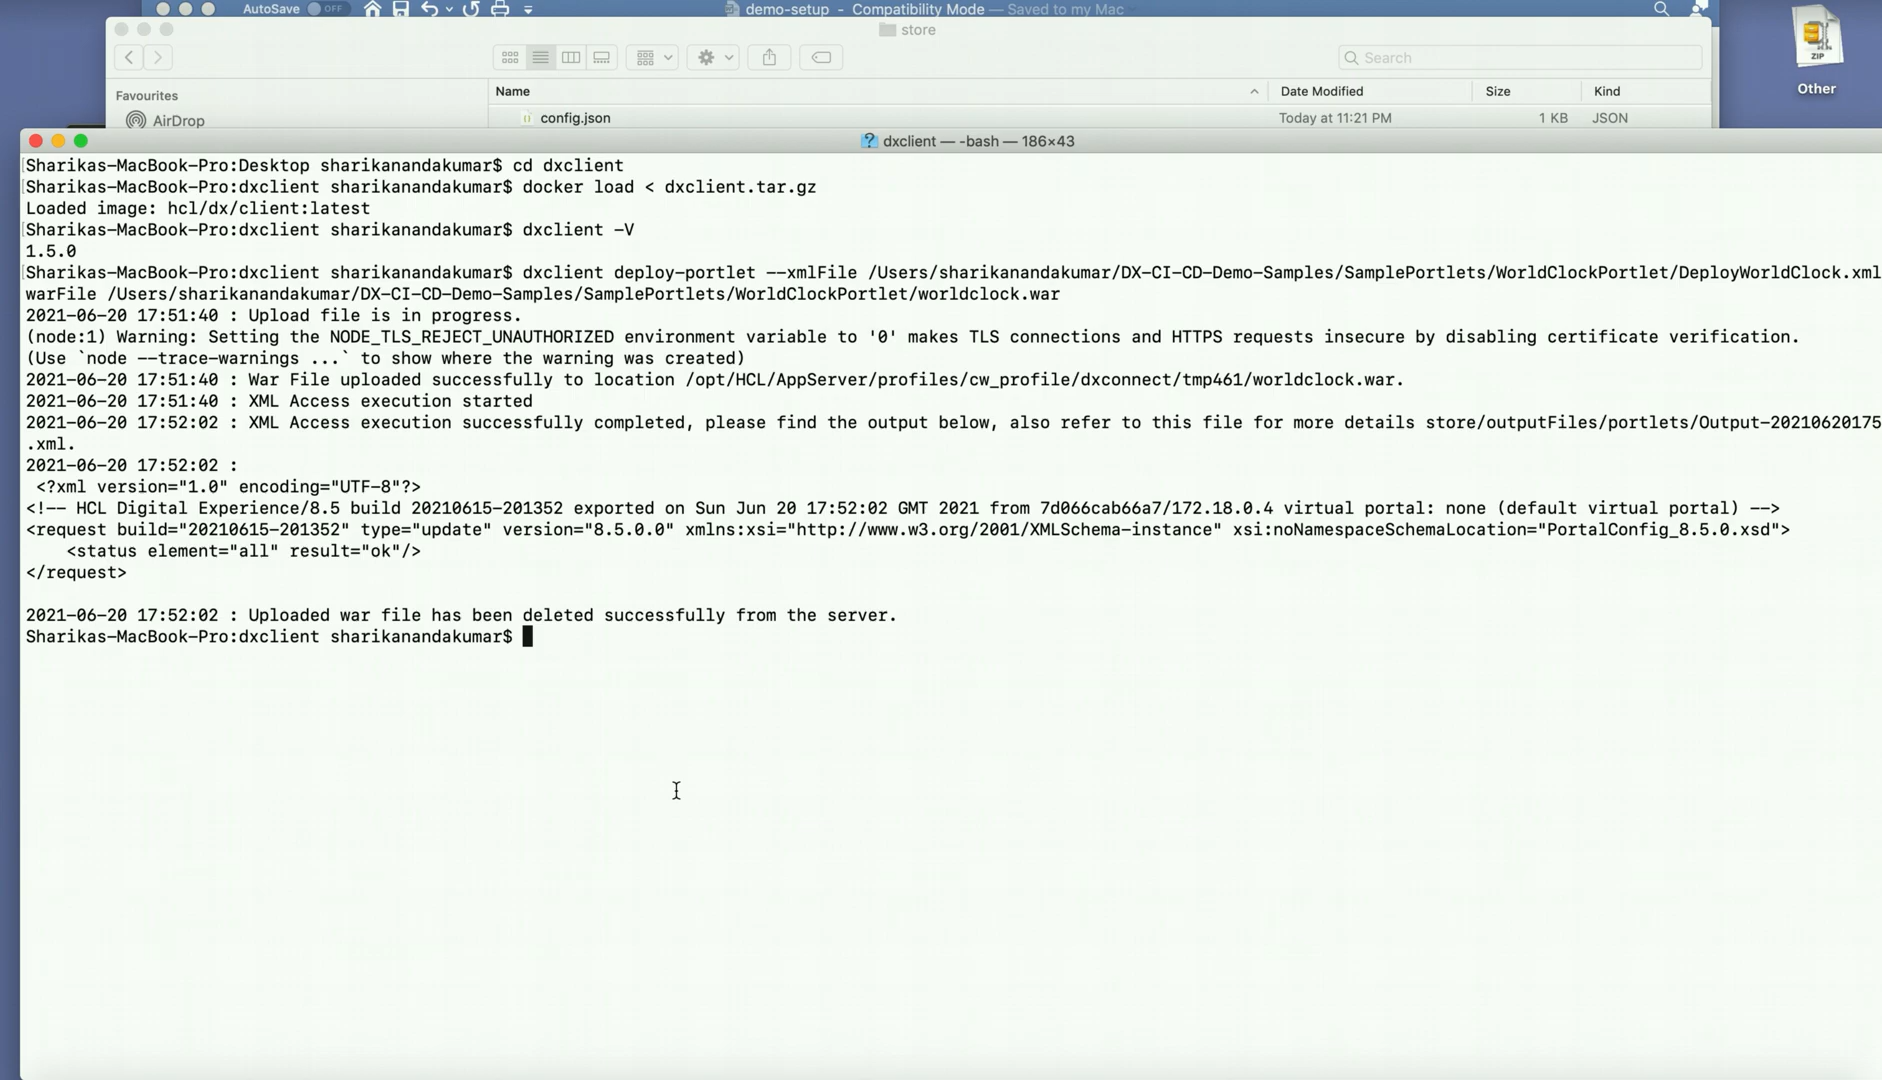 AutoSave OFF demo-setup - Compatibility Mode — Saved to my Mac
store
Search
ZIP
Other
Favourites
Name Date Modified Size Kind
AirDrop
config.json Today at 11:21 PM 1 KB JSON
dxclient — -bash — 186×43
Sharikas-MacBook-Pro:Desktop sharikanandakumar$ cd dxclient
Sharikas-MacBook-Pro:dxclient sharikanandakumar$ docker load < dxclient.tar.gz
Loaded image: hcl/dx/client:latest
Sharikas-MacBook-Pro:dxclient sharikanandakumar$ dxclient -V
1.5.0
Sharikas-MacBook-Pro:dxclient sharikanandakumar$ dxclient deploy-portlet --xmlFile /Users/sharikanandakumar/DX-CI-CD-Demo-Samples/SamplePortlets/WorldClockPortlet/DeployWorldClock.xml
warFile /Users/sharikanandakumar/DX-CI-CD-Demo-Samples/SamplePortlets/WorldClockPortlet/worldclock.war
2021-06-20 17:51:40 : Upload file is in progress.
(node:1) Warning: Setting the NODE_TLS_REJECT_UNAUTHORIZED environment variable to '0' makes TLS connections and HTTPS requests insecure by disabling certificate verification.
(Use `node --trace-warnings ...` to show where the warning was created)
2021-06-20 17:51:40 : War File uploaded successfully to location /opt/HCL/AppServer/profiles/cw_profile/dxconnect/tmp461/worldclock.war.
2021-06-20 17:51:40 : XML Access execution started
2021-06-20 17:52:02 : XML Access execution successfully completed, please find the output below, also refer to this file for more details store/outputFiles/portlets/Output-20210620175
.xml.
2021-06-20 17:52:02 :
<?xml version="1.0" encoding="UTF-8"?>
<!-- HCL Digital Experience/8.5 build 20210615-201352 exported on Sun Jun 20 17:52:02 GMT 2021 from 7d066cab66a7/172.18.0.4 virtual portal: none (default virtual portal) -->
<request build="20210615-201352" type="update" version="8.5.0.0" xmlns:xsi="http://www.w3.org/2001/XMLSchema-instance" xsi:noNamespaceSchemaLocation="PortalConfig_8.5.0.xsd">
<status element="all" result="ok"/>
</request>
2021-06-20 17:52:02 : Uploaded war file has been deleted successfully from the server.
Sharikas-MacBook-Pro:dxclient sharikanandakumar$